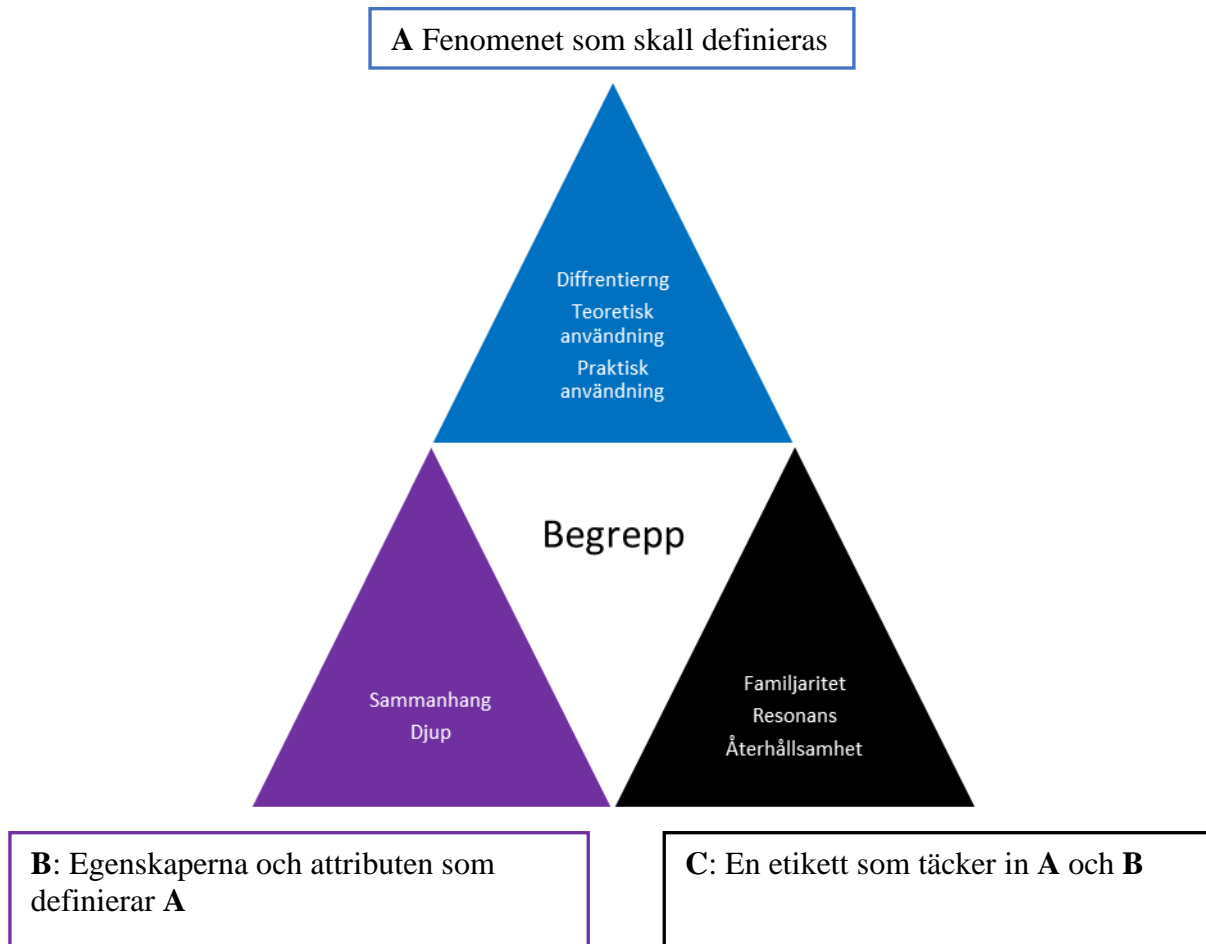 A Fenomenet som skall definieras
Diffrentierng
Teoretisk
användning
Praktisk
användning
Begrepp
Sammanhang
Djup
Familjaritet
Resonans
Återhållsamhet
B: Egenskaperna och attributen som
definierar A
C: En etikett som täcker in A och B